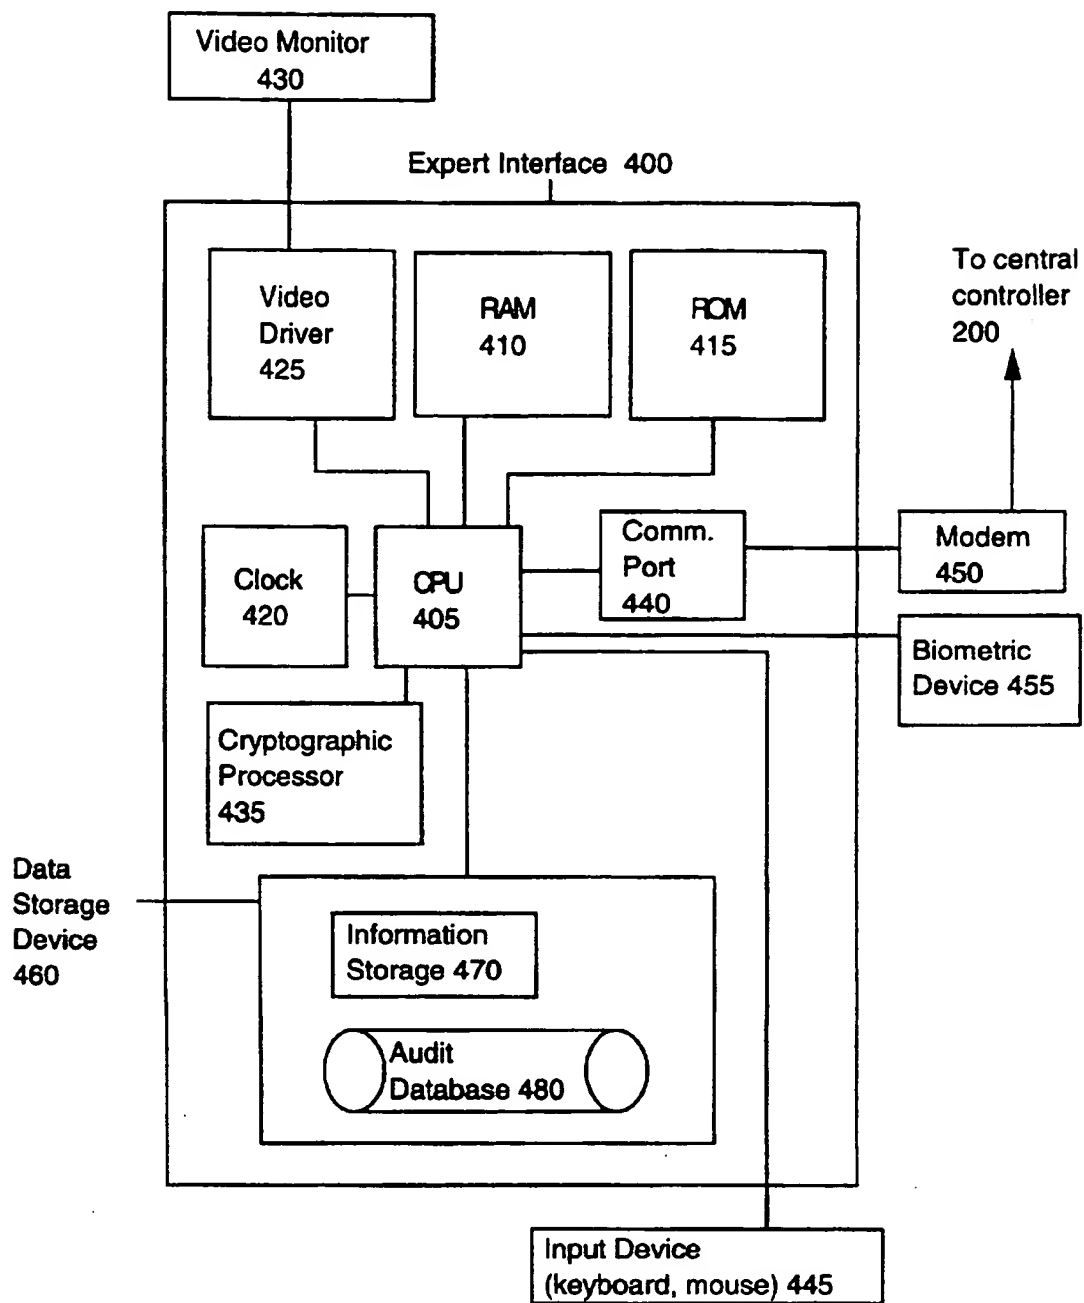 Video Monitor
430
Expert Interface 400
Video
Driver
425
RAM
410
ROM
415
To central
controller
200
Clock
420
CPU
405
Comm.
Port
440
Modem
450
Biometric
Device 455
Cryptographic
Processor
435
Data
Storage
Device
460
Information
Storage 470
Audit
Database 480
Input Device
(keyboard, mouse) 445